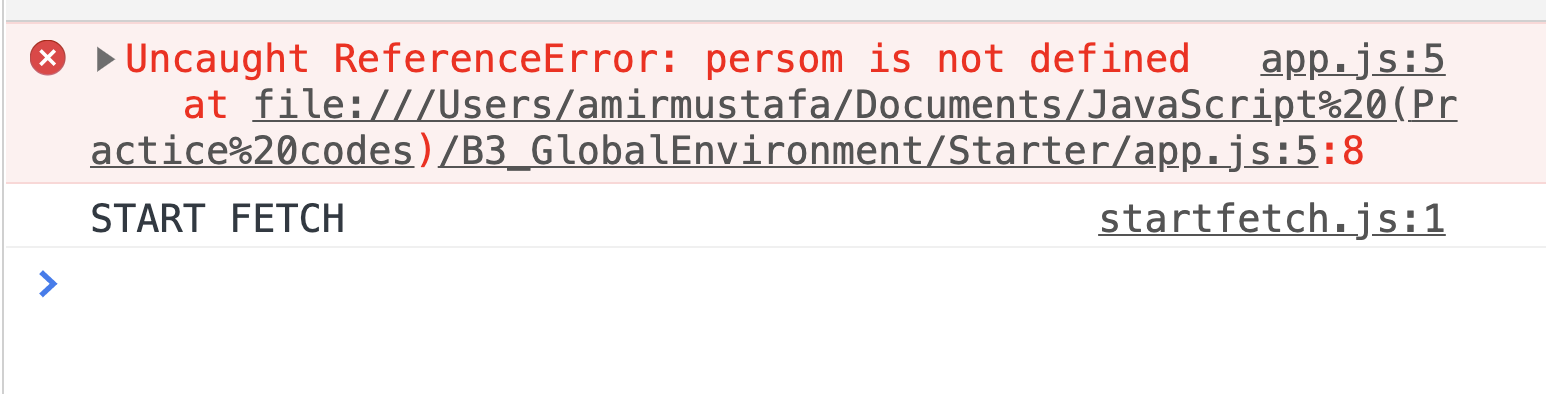 Uncaught ReferenceError: persom is not defined app.js:5
at file:///Users/amirmustafa/Documents/JavaScript%20(Pr
actice%20codes)/B3_GlobalEnvironment/Starter/app.js:5:8
START FETCH startfetch.js:1